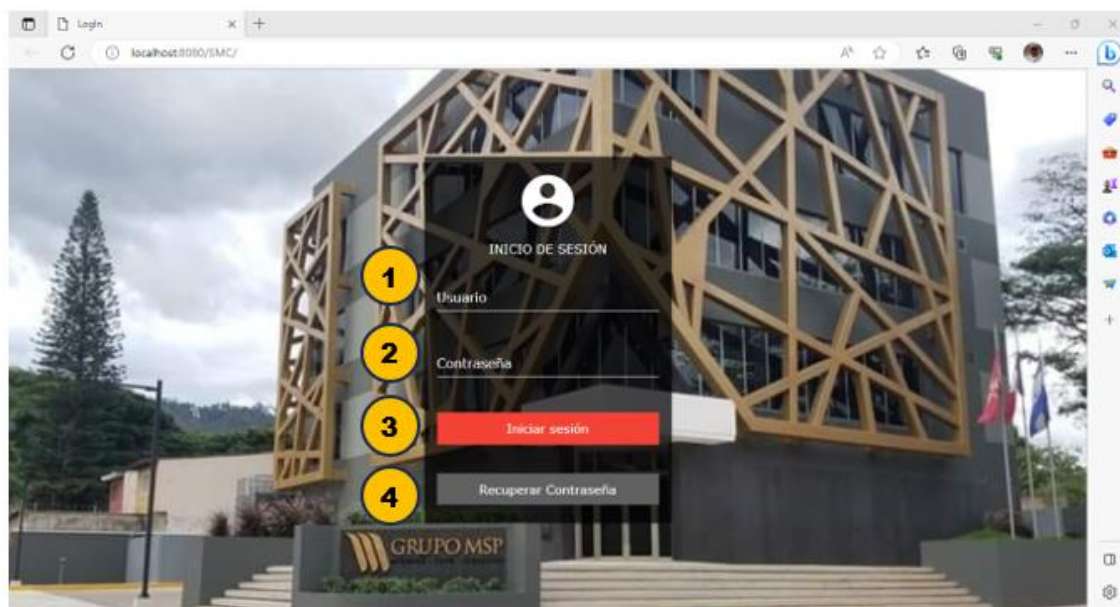 Login
localhost:8080/SMC/
INICIO DE SESIÓN
1
Usuario
2
Contraseña
3
Iniciar sesión
4
Recuperar Contraseña
GRUPO MSP